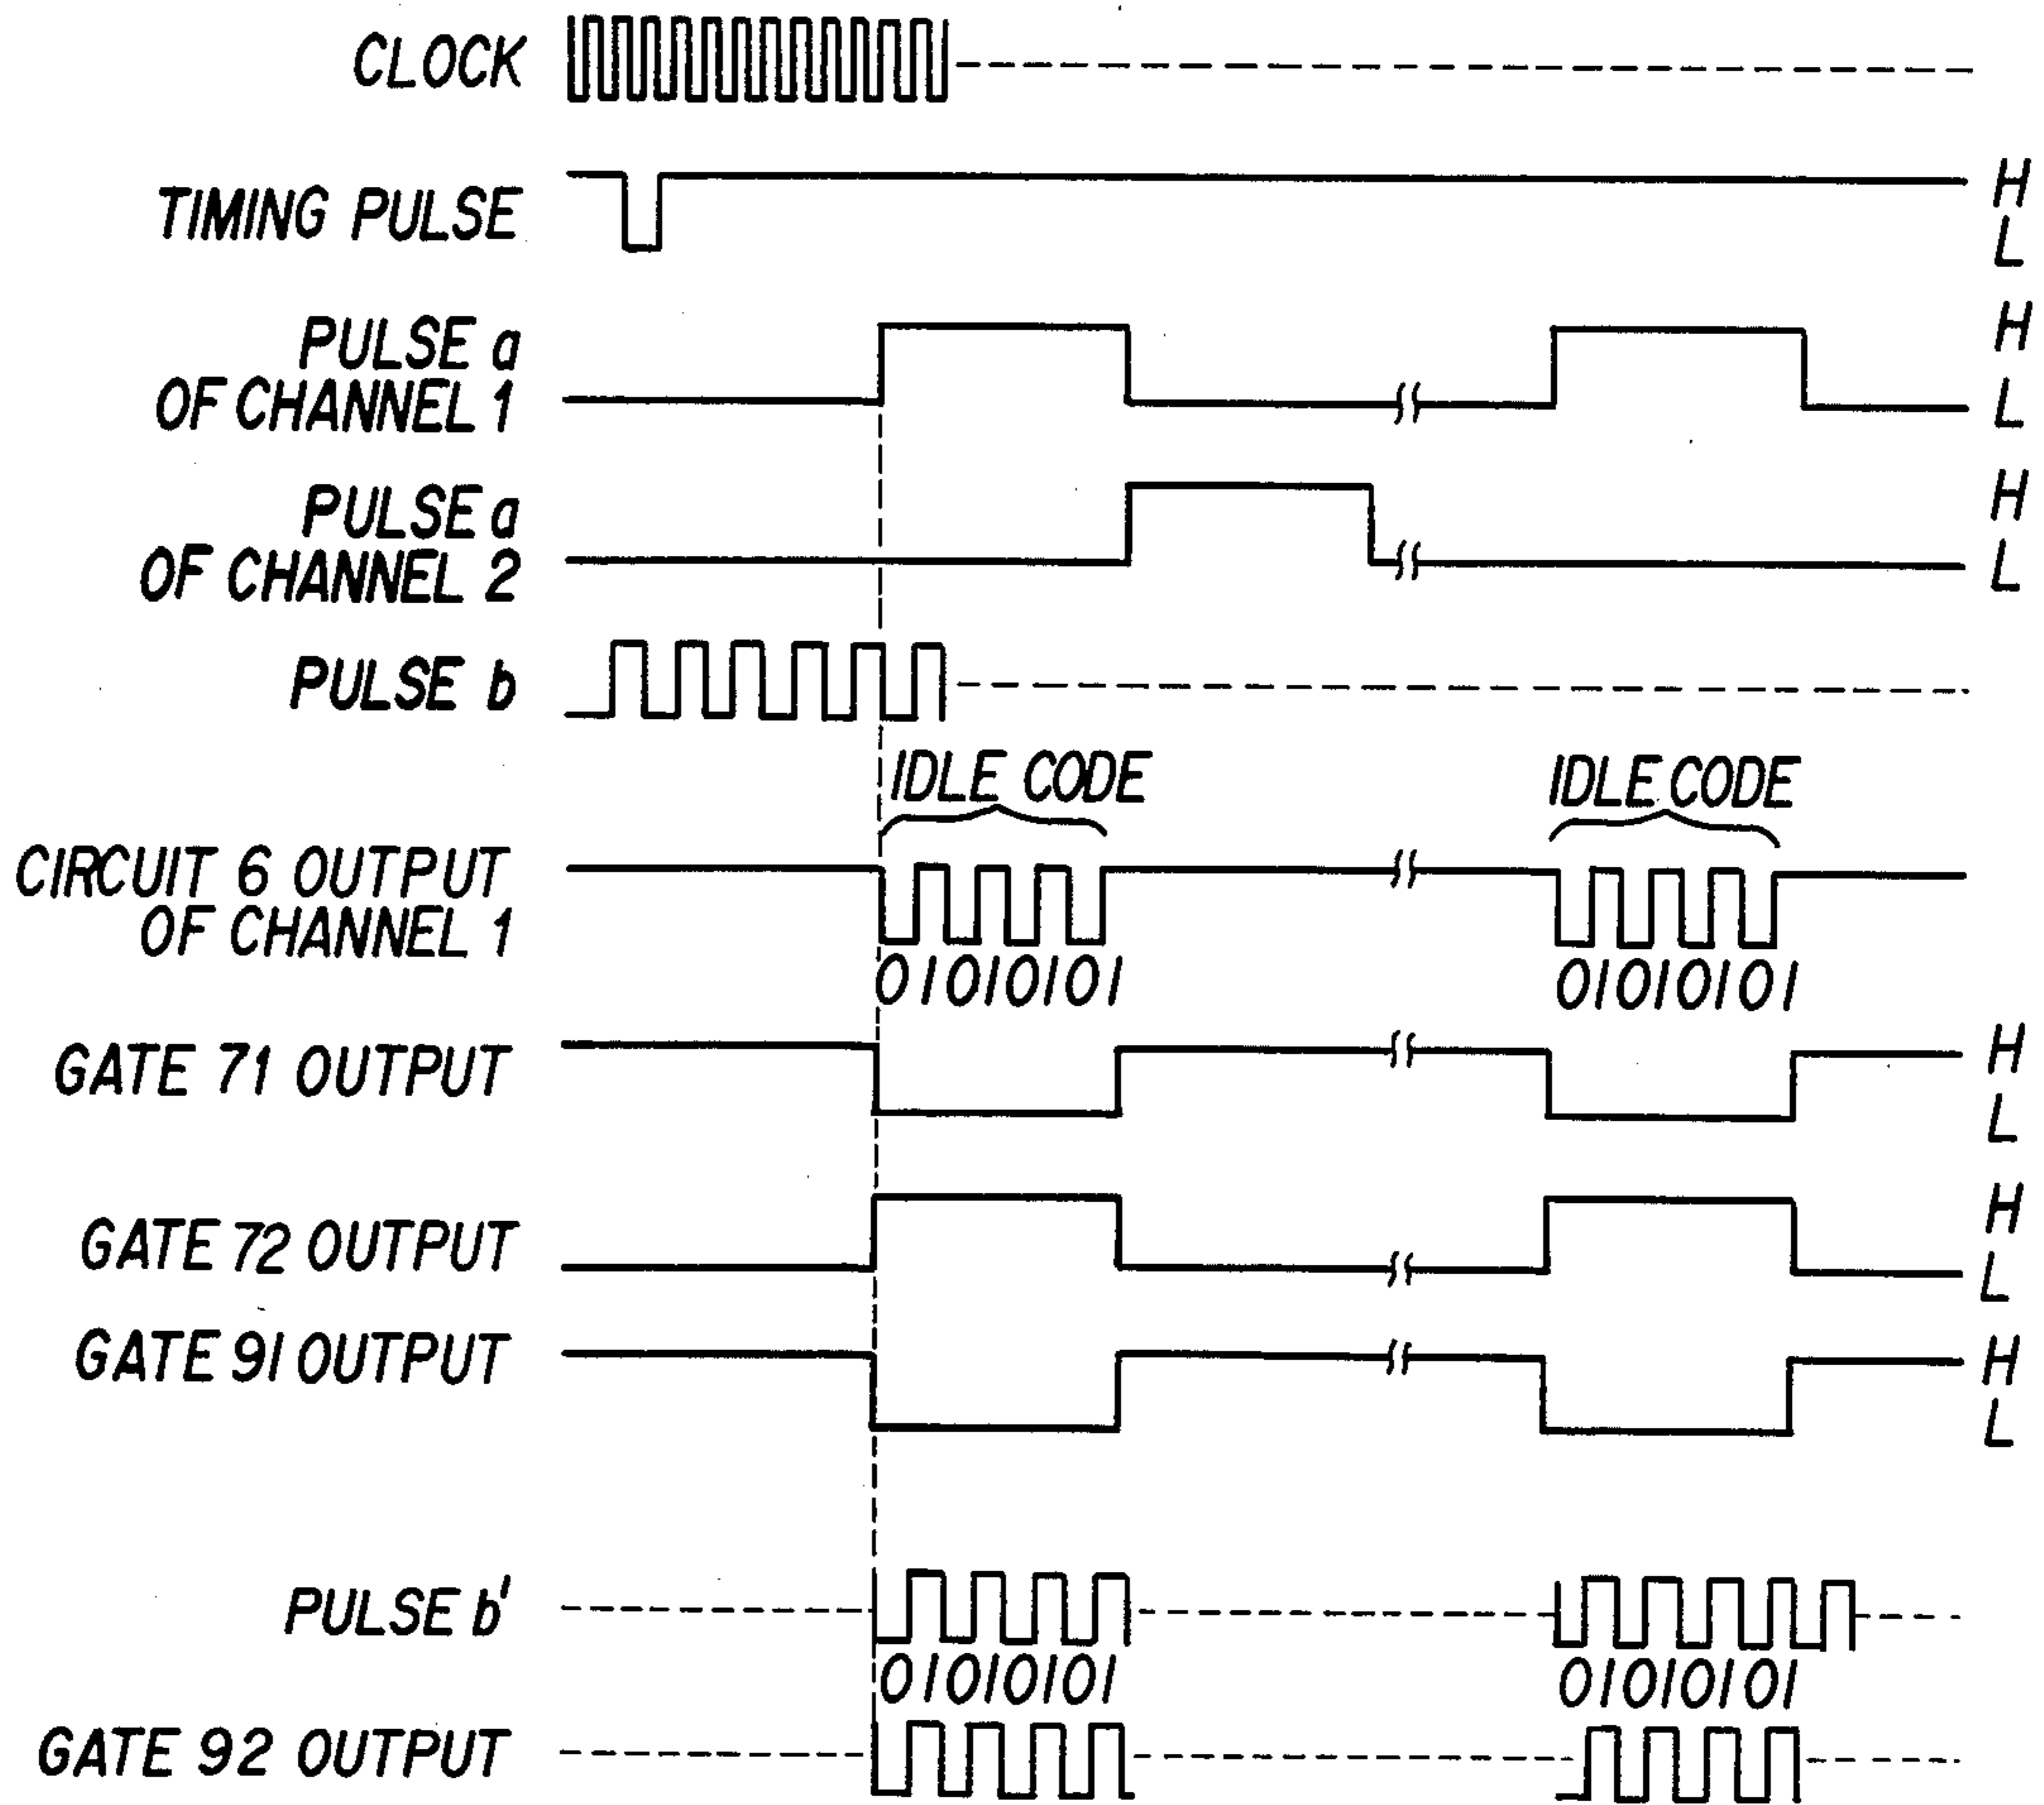 CLOCK
TIMING PULSE
H
L
PULSE a
OF CHANNEL 1
H
L
PULSE a
OF CHANNEL 2
H
L
PULSE b
IDLE CODE
IDLE CODE
CIRCUIT 6 OUTPUT
OF CHANNEL 1
01010101
01010101
GATE 71 OUTPUT
H
L
GATE 72 OUTPUT
H
L
GATE 91 OUTPUT
H
L
PULSE b'
01010101
01010101
GATE 92 OUTPUT